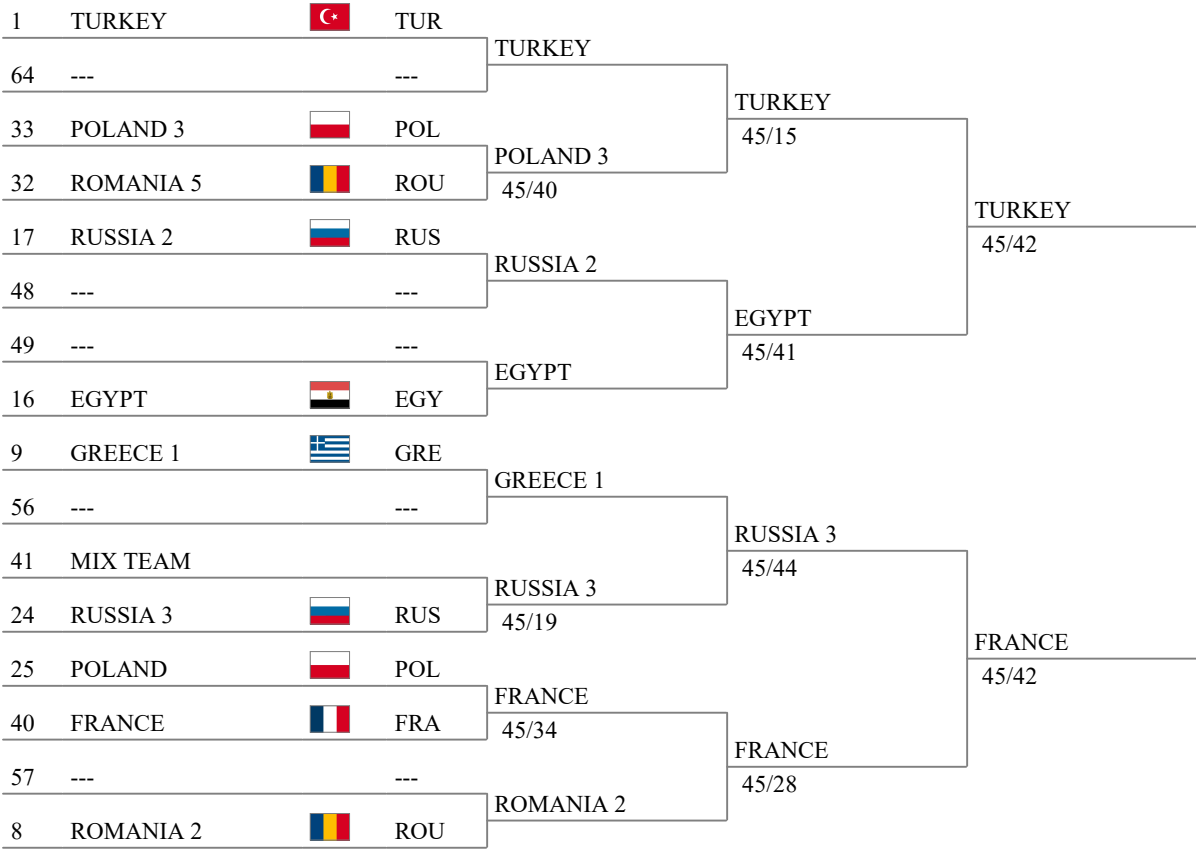 1 TURKEY TUR
TURKEY
64 --- ---
TURKEY
45/15
33 POLAND 3 POL
POLAND 3
45/40
32 ROMANIA 5 ROU
TURKEY
45/42
17 RUSSIA 2 RUS
RUSSIA 2
48 --- ---
EGYPT
45/41
49 --- ---
EGYPT
16 EGYPT EGY
9 GREECE 1 GRE
GREECE 1
56 --- ---
RUSSIA 3
45/44
41 MIX TEAM
RUSSIA 3
45/19
24 RUSSIA 3 RUS
FRANCE
45/42
25 POLAND POL
FRANCE
45/34
40 FRANCE FRA
FRANCE
45/28
57 --- ---
ROMANIA 2
8 ROMANIA 2 ROU